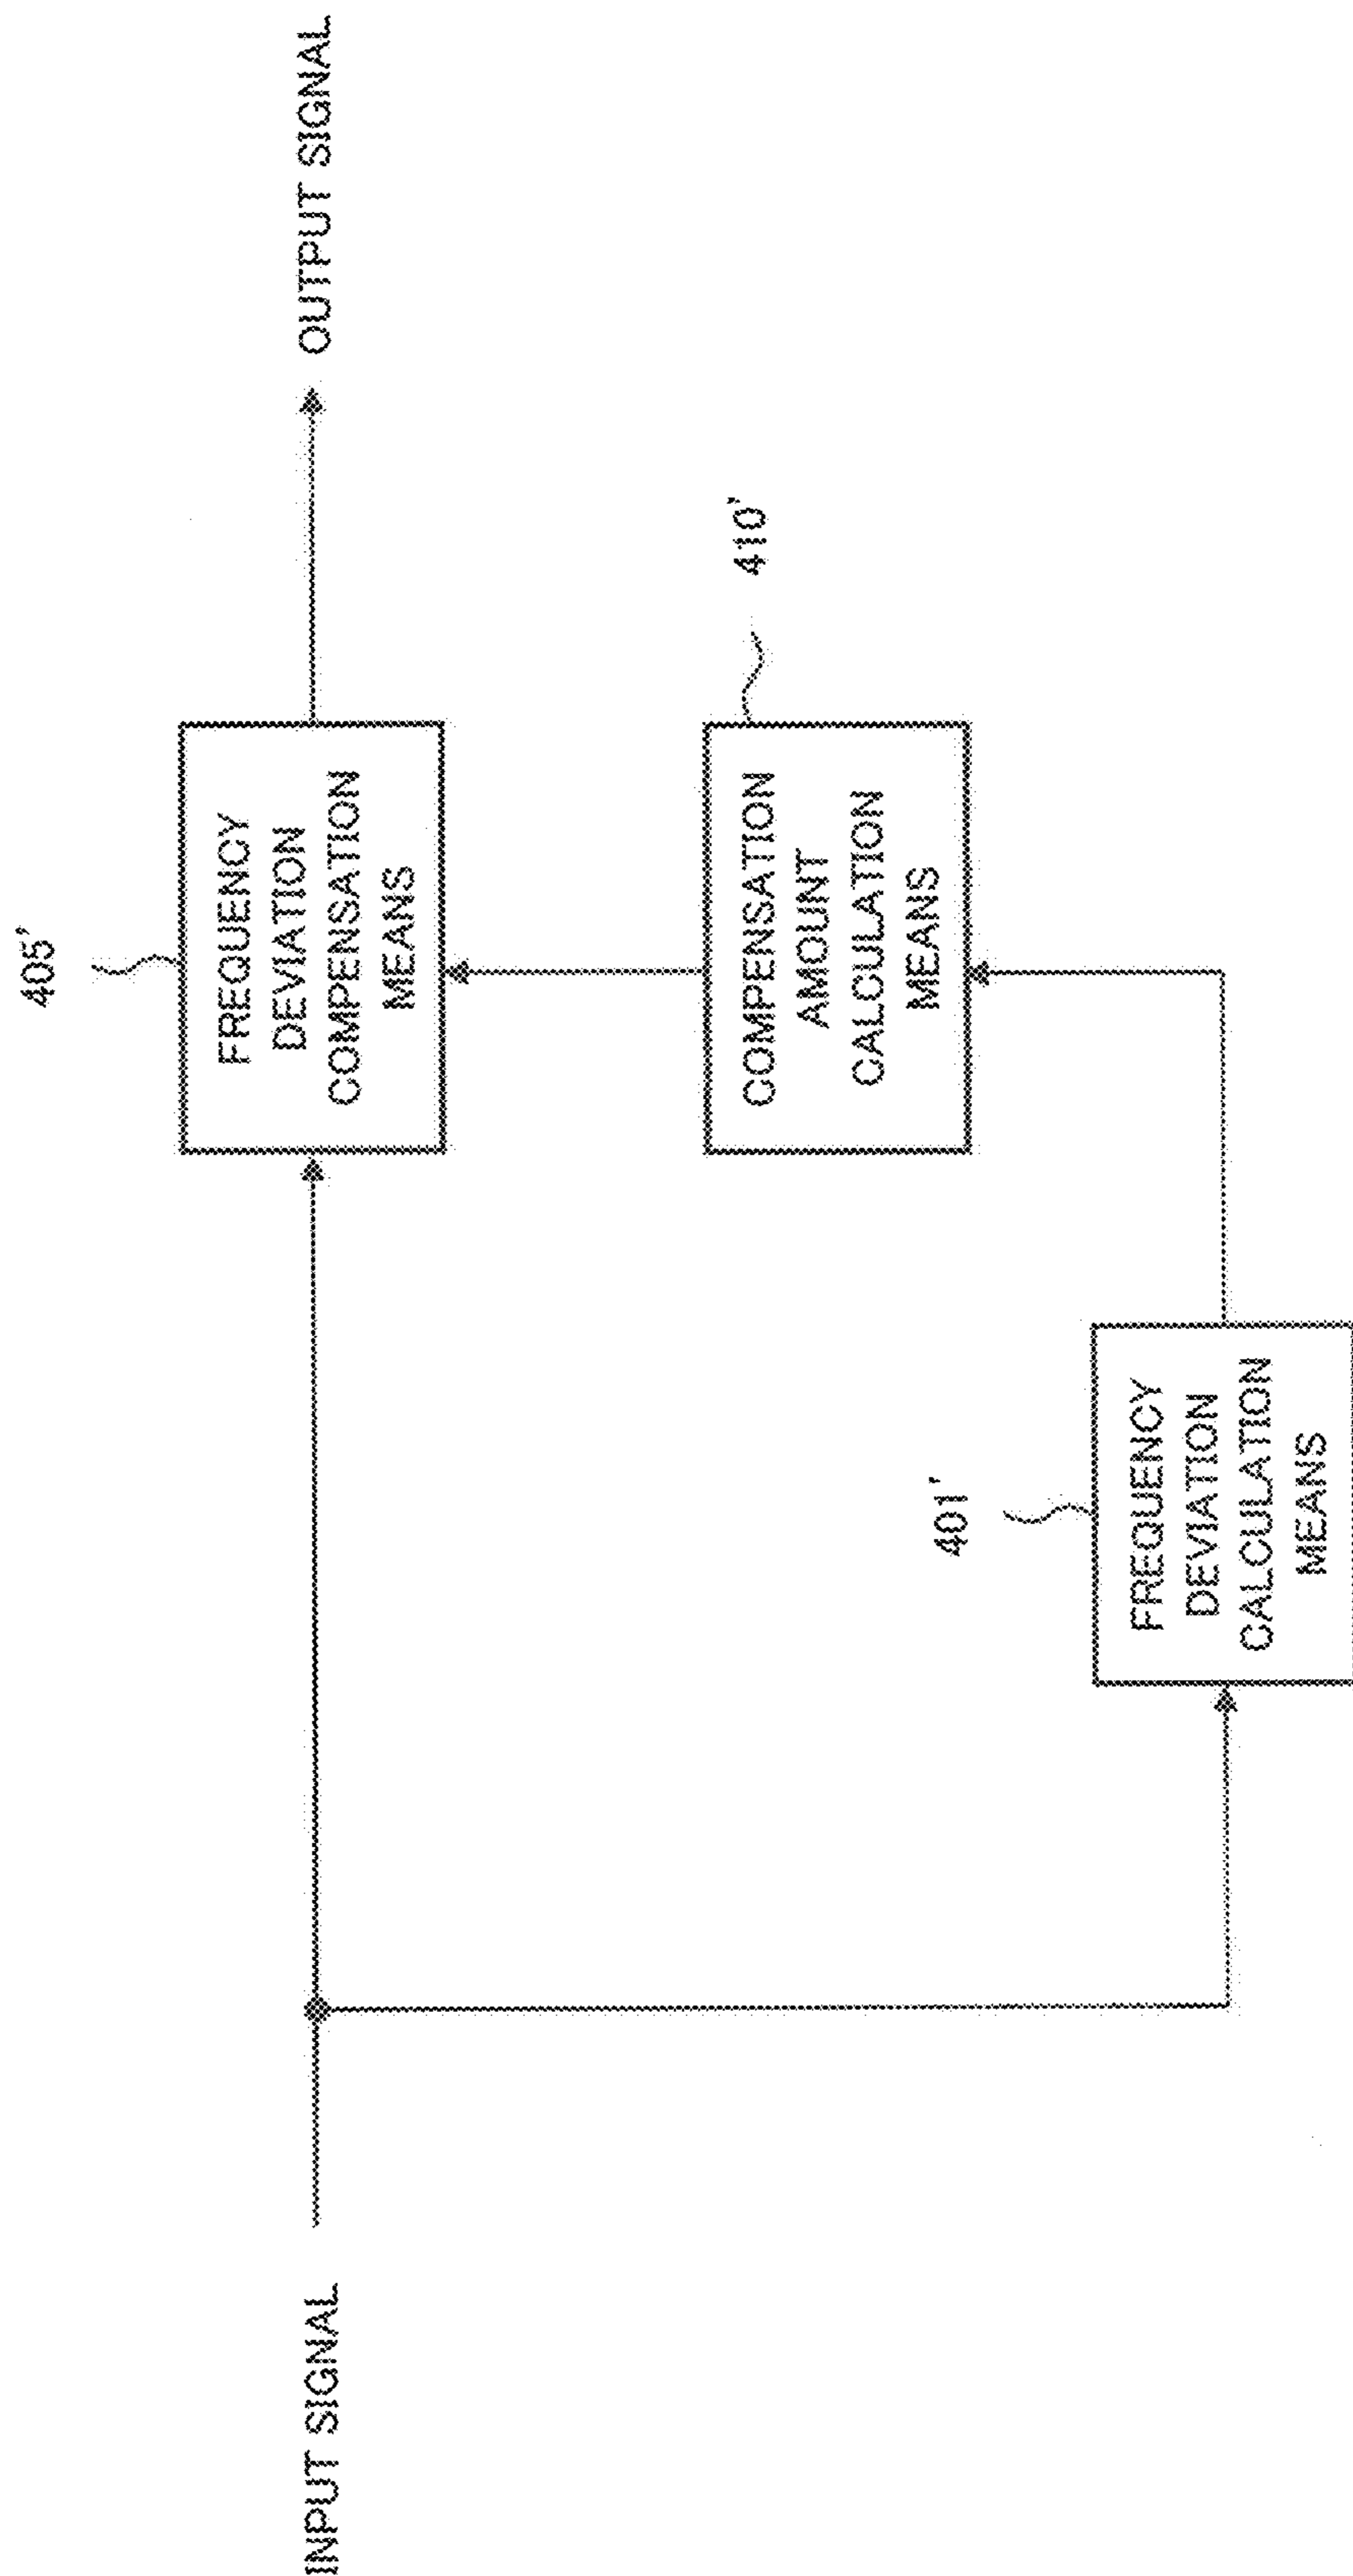 405'
FREQUENCY
DEVIATION
COMPENSATION
MEANS
INPUT SIGNAL
OUTPUT SIGNAL
410'
COMPENSATION
AMOUNT
CALCULATION
MEANS
401'
FREQUENCY
DEVIATION
CALCULATION
MEANS